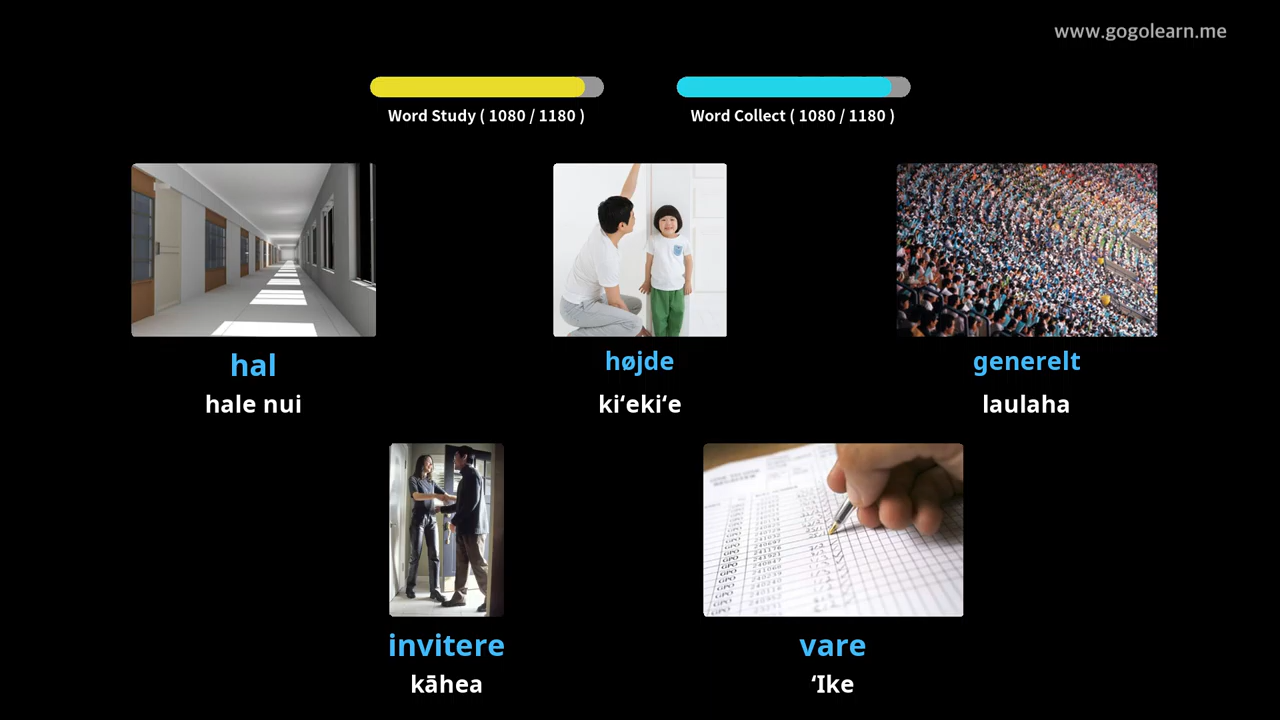 www.gogolearn.me
Word Study ( 1080 / 1180 )
Word Collect ( 1080 / 1180 )
hal
hale nui
højde
kiʻekiʻe
generelt
laulaha
invitere
kāhea
vare
ʻIke